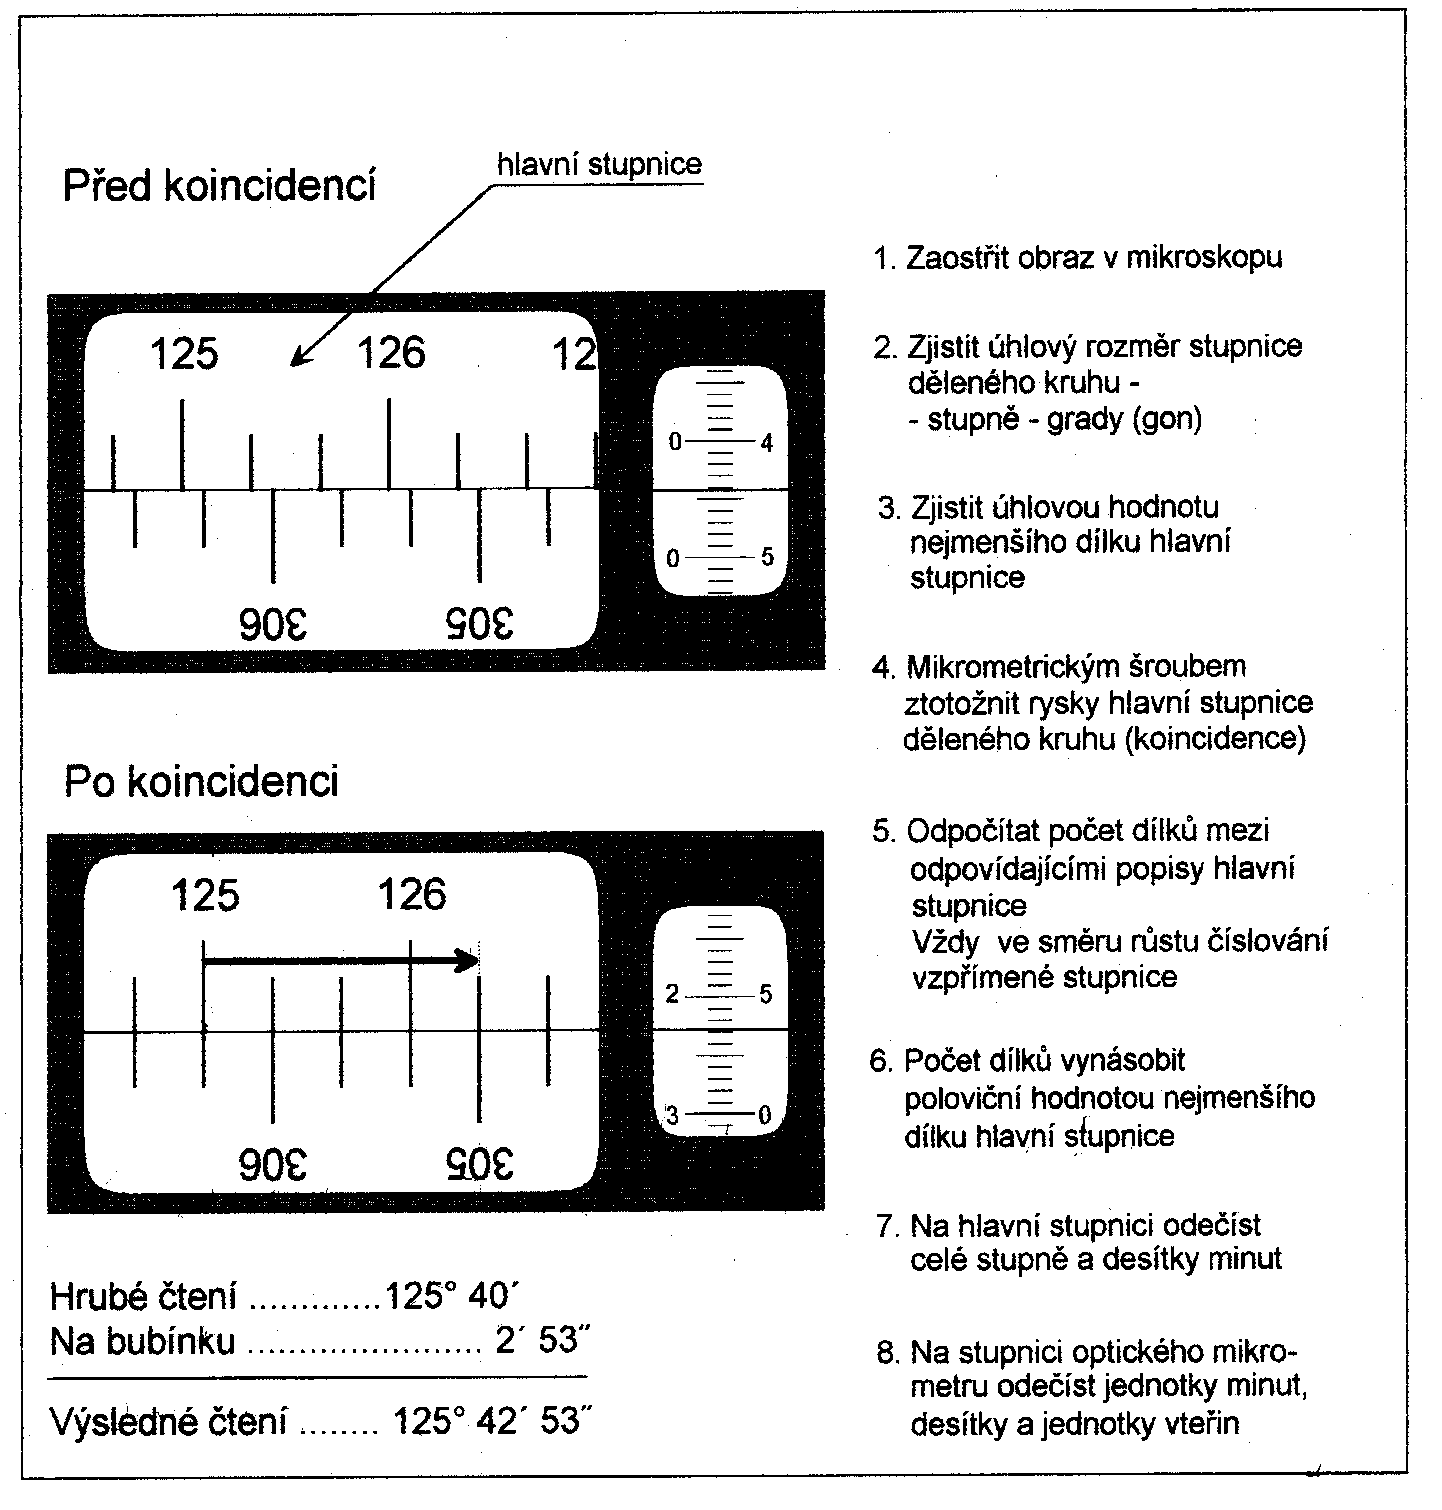 Před koincidencí
hlavní stupnice
125 126 12
0 4
0 5
306 305
Po koincidenci
125 126
2 5
3 0
306 305
Hrubé čtení .............125° 40´
Na bubínku ....................... 2´ 53˝
Výsledné čtení ........ 125° 42´ 53˝
1. Zaostřit obraz v mikroskopu
2. Zjistit úhlový rozměr stupnice
děleného kruhu -
- stupně - grady (gon)
3. Zjistit úhlovou hodnotu
nejmenšího dílku hlavní
stupnice
4. Mikrometrickým šroubem
ztotožnit rysky hlavní stupnice
děleného kruhu (koincidence)
5. Odpočítat počet dílků mezi
odpovídajícími popisy hlavní
stupnice
Vždy ve směru růstu číslování
vzpřímené stupnice
6. Počet dílků vynásobit
poloviční hodnotou nejmenšího
dílku hlavní stupnice
7. Na hlavní stupnici odečíst
celé stupně a desítky minut
8. Na stupnici optického mikro-
metru odečíst jednotky minut,
desítky a jednotky vteřin